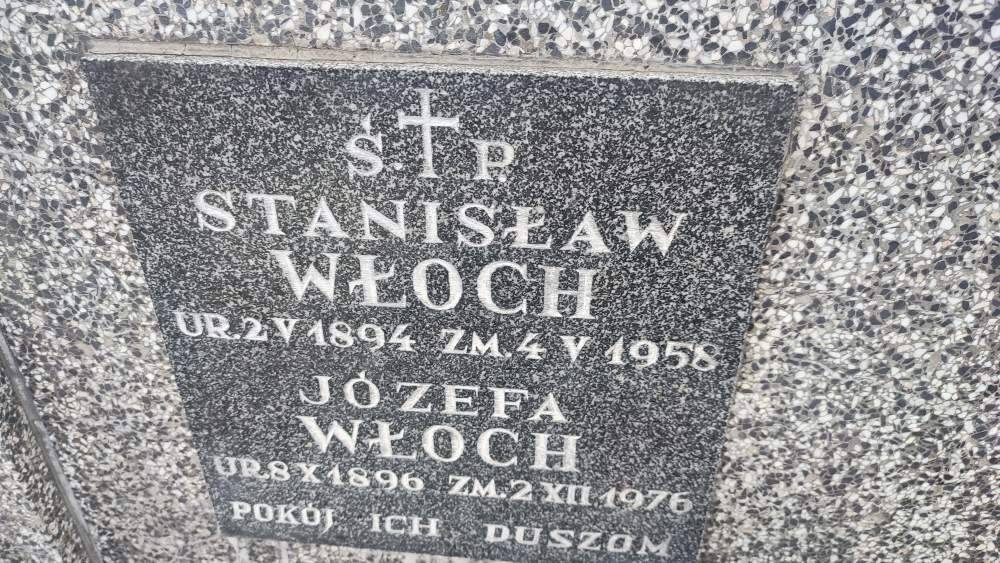 Ś. P.
STANISŁAW
WŁOCH
UR. 2 V 1894 ZM. 4 V 1958
JÓZEFA
WŁOCH
UR. 8 X 1896 ZM. 2 XII 1976
POKÓJ ICH DUSZOM